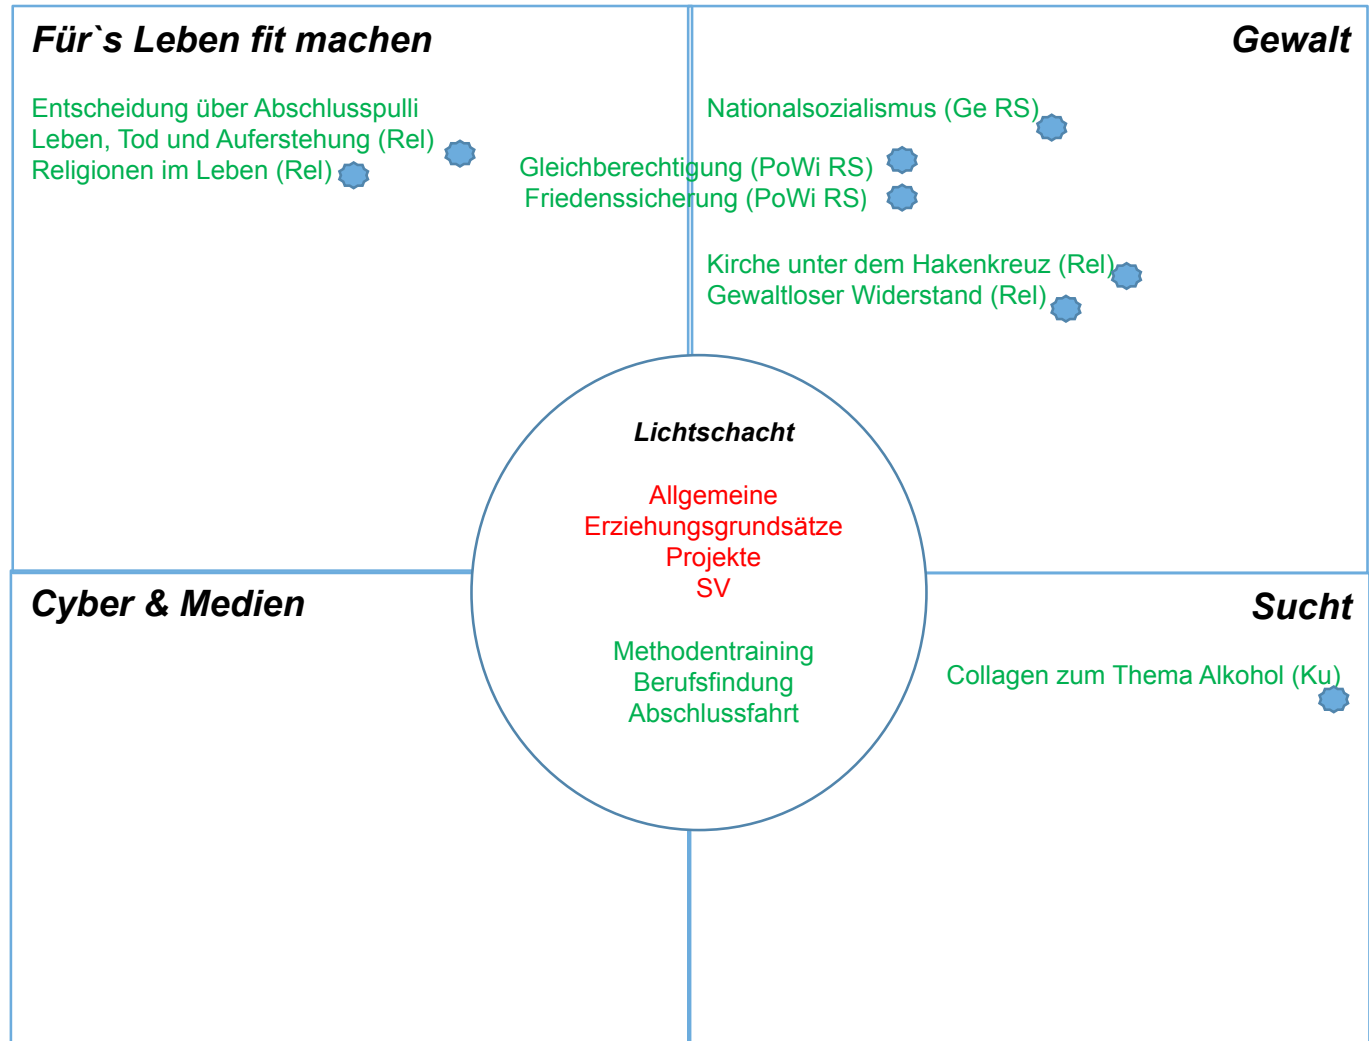 Für`s Leben fit machen
Entscheidung über Abschlusspulli
Leben, Tod und Auferstehung (Rel)
Religionen im Leben (Rel)
Gewalt
Nationalsozialismus (Ge RS)
Gleichberechtigung (PoWi RS)
Friedenssicherung (PoWi RS)
Kirche unter dem Hakenkreuz (Rel)
Gewaltloser Widerstand (Rel)
Lichtschacht
Allgemeine
Erziehungsgrundsätze
Projekte
SV
Methodentraining
Berufsfindung
Abschlussfahrt
Cyber & Medien
Sucht
Collagen zum Thema Alkohol (Ku)